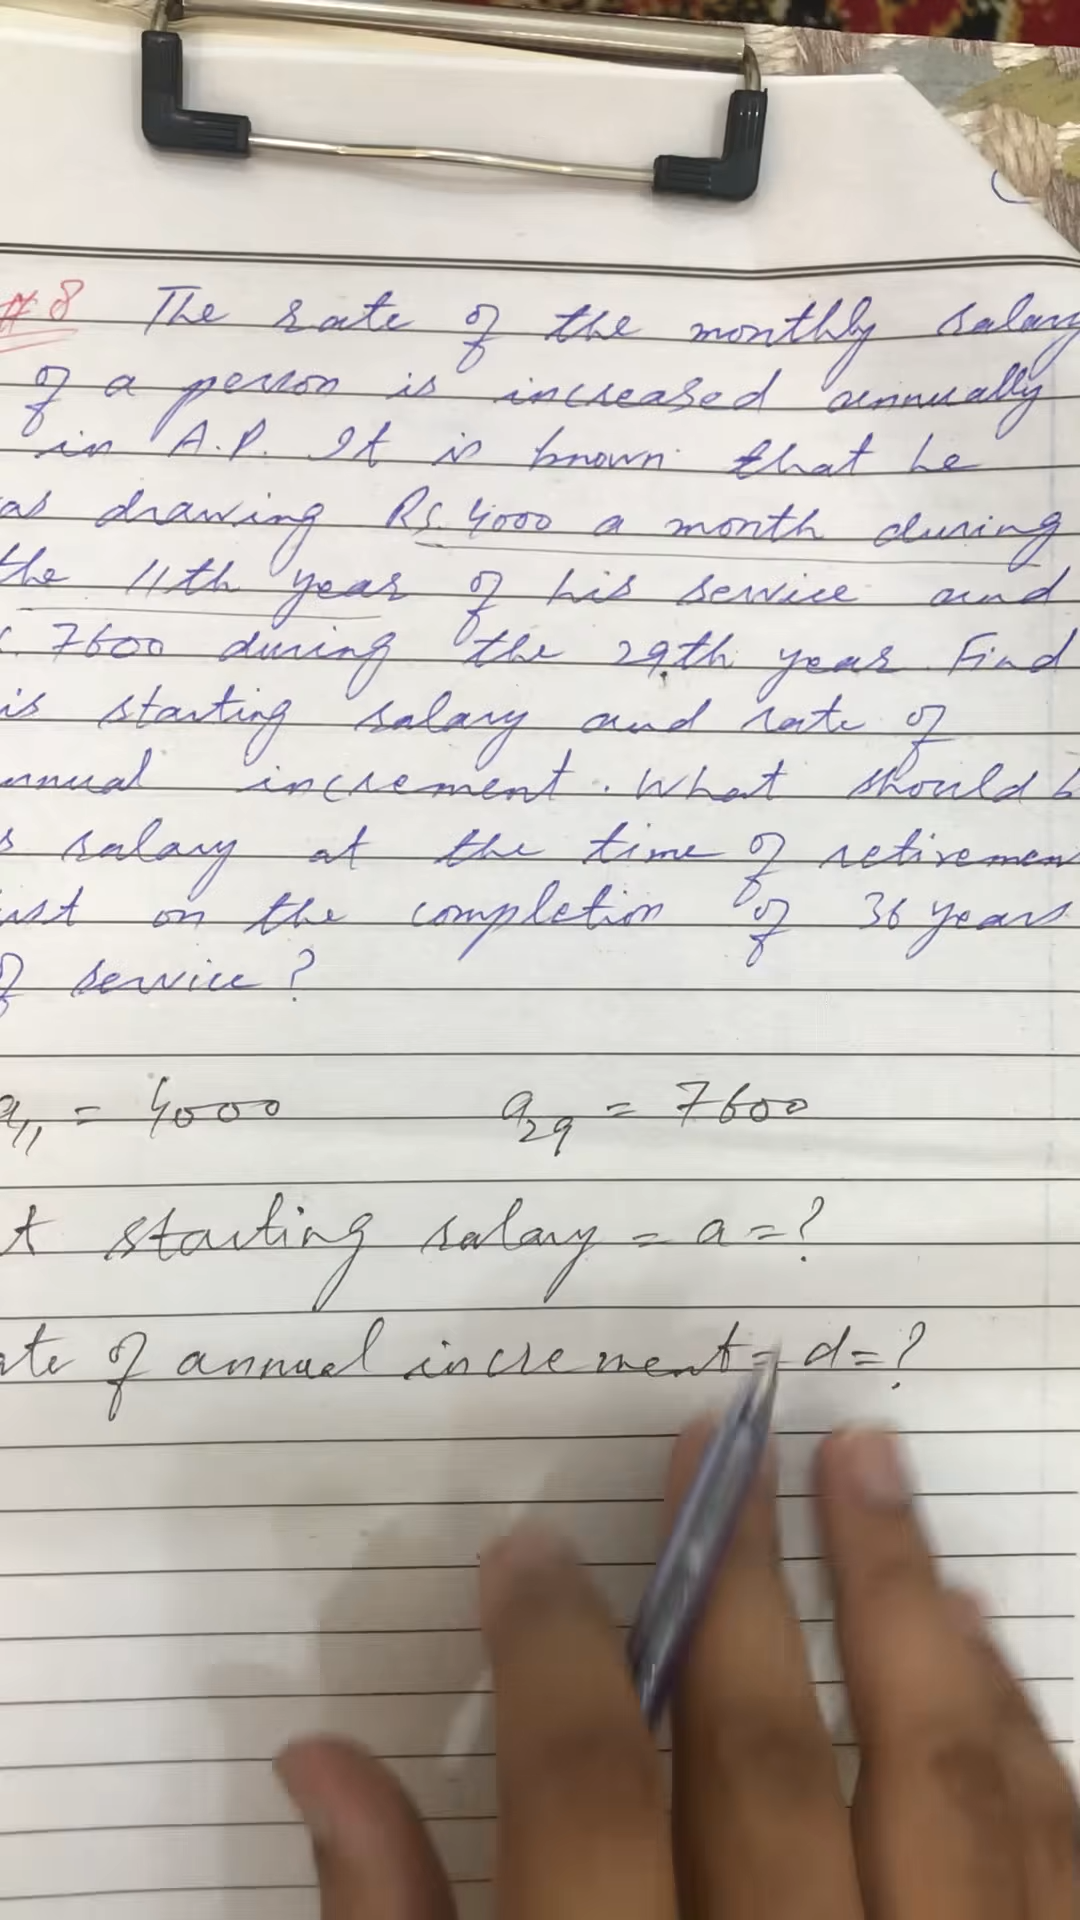 #8 The rate of the monthly salary
of a person is increased annually
in A.P. It is known that he
as drawing Rs. 4000 a month during
the 11th year of his service and
. 7600 during the 29th year. Find
is starting salary and rate of
nnual increment. What should b
s salary at the time of retiremen
ust on the completion of 36 years
of service?
a11 = 4000 a29 = 7600
t starting salary = a = ?
ate of annual increment = d = ?